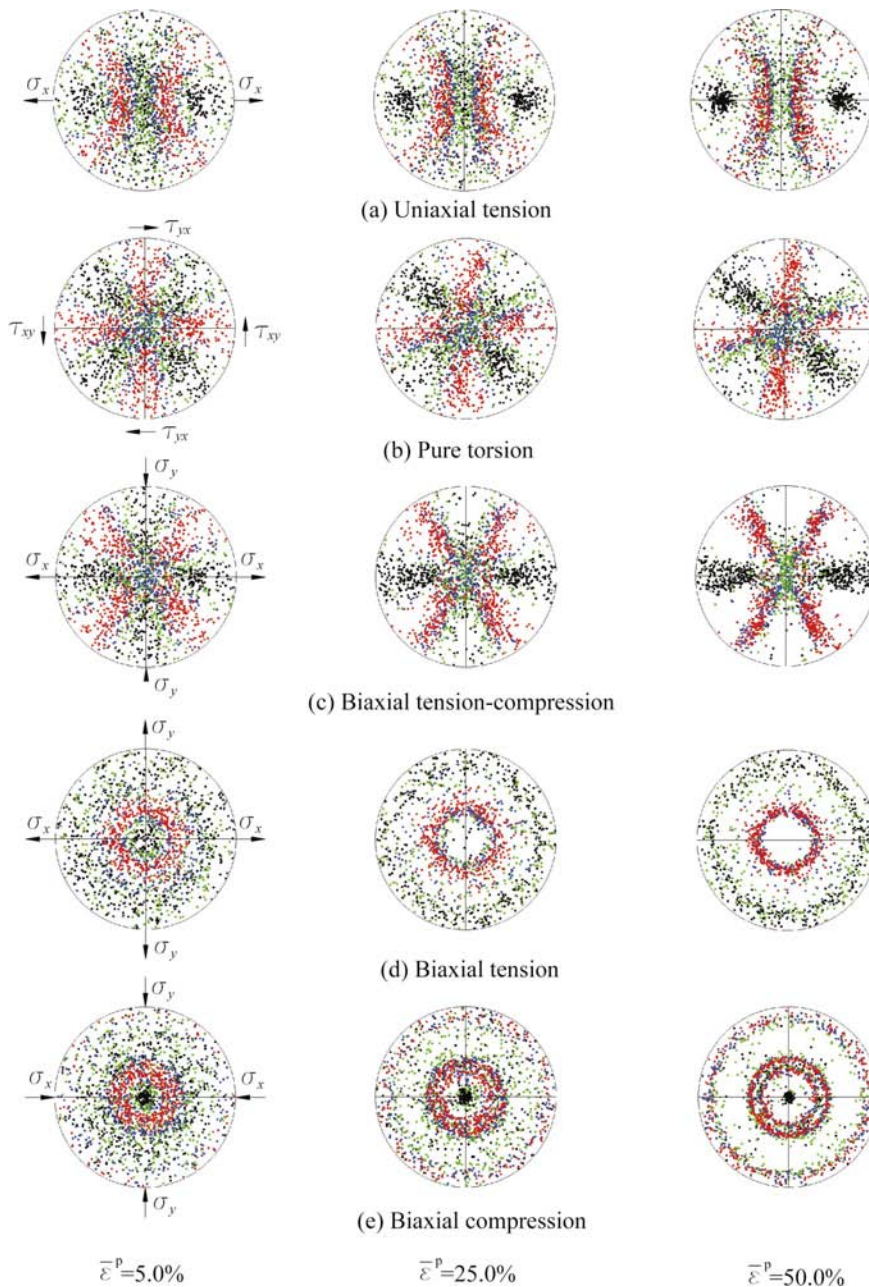 σx σx
(a) Uniaxial tension
τyx
τxy τxy
τyx
(b) Pure torsion
σy
σx σx
σy
(c) Biaxial tension-compression
σy
σx σx
σy
(d) Biaxial tension
σy
σx σx
σy
(e) Biaxial compression
ε̄ᵖ=5.0% ε̄ᵖ=25.0% ε̄ᵖ=50.0%